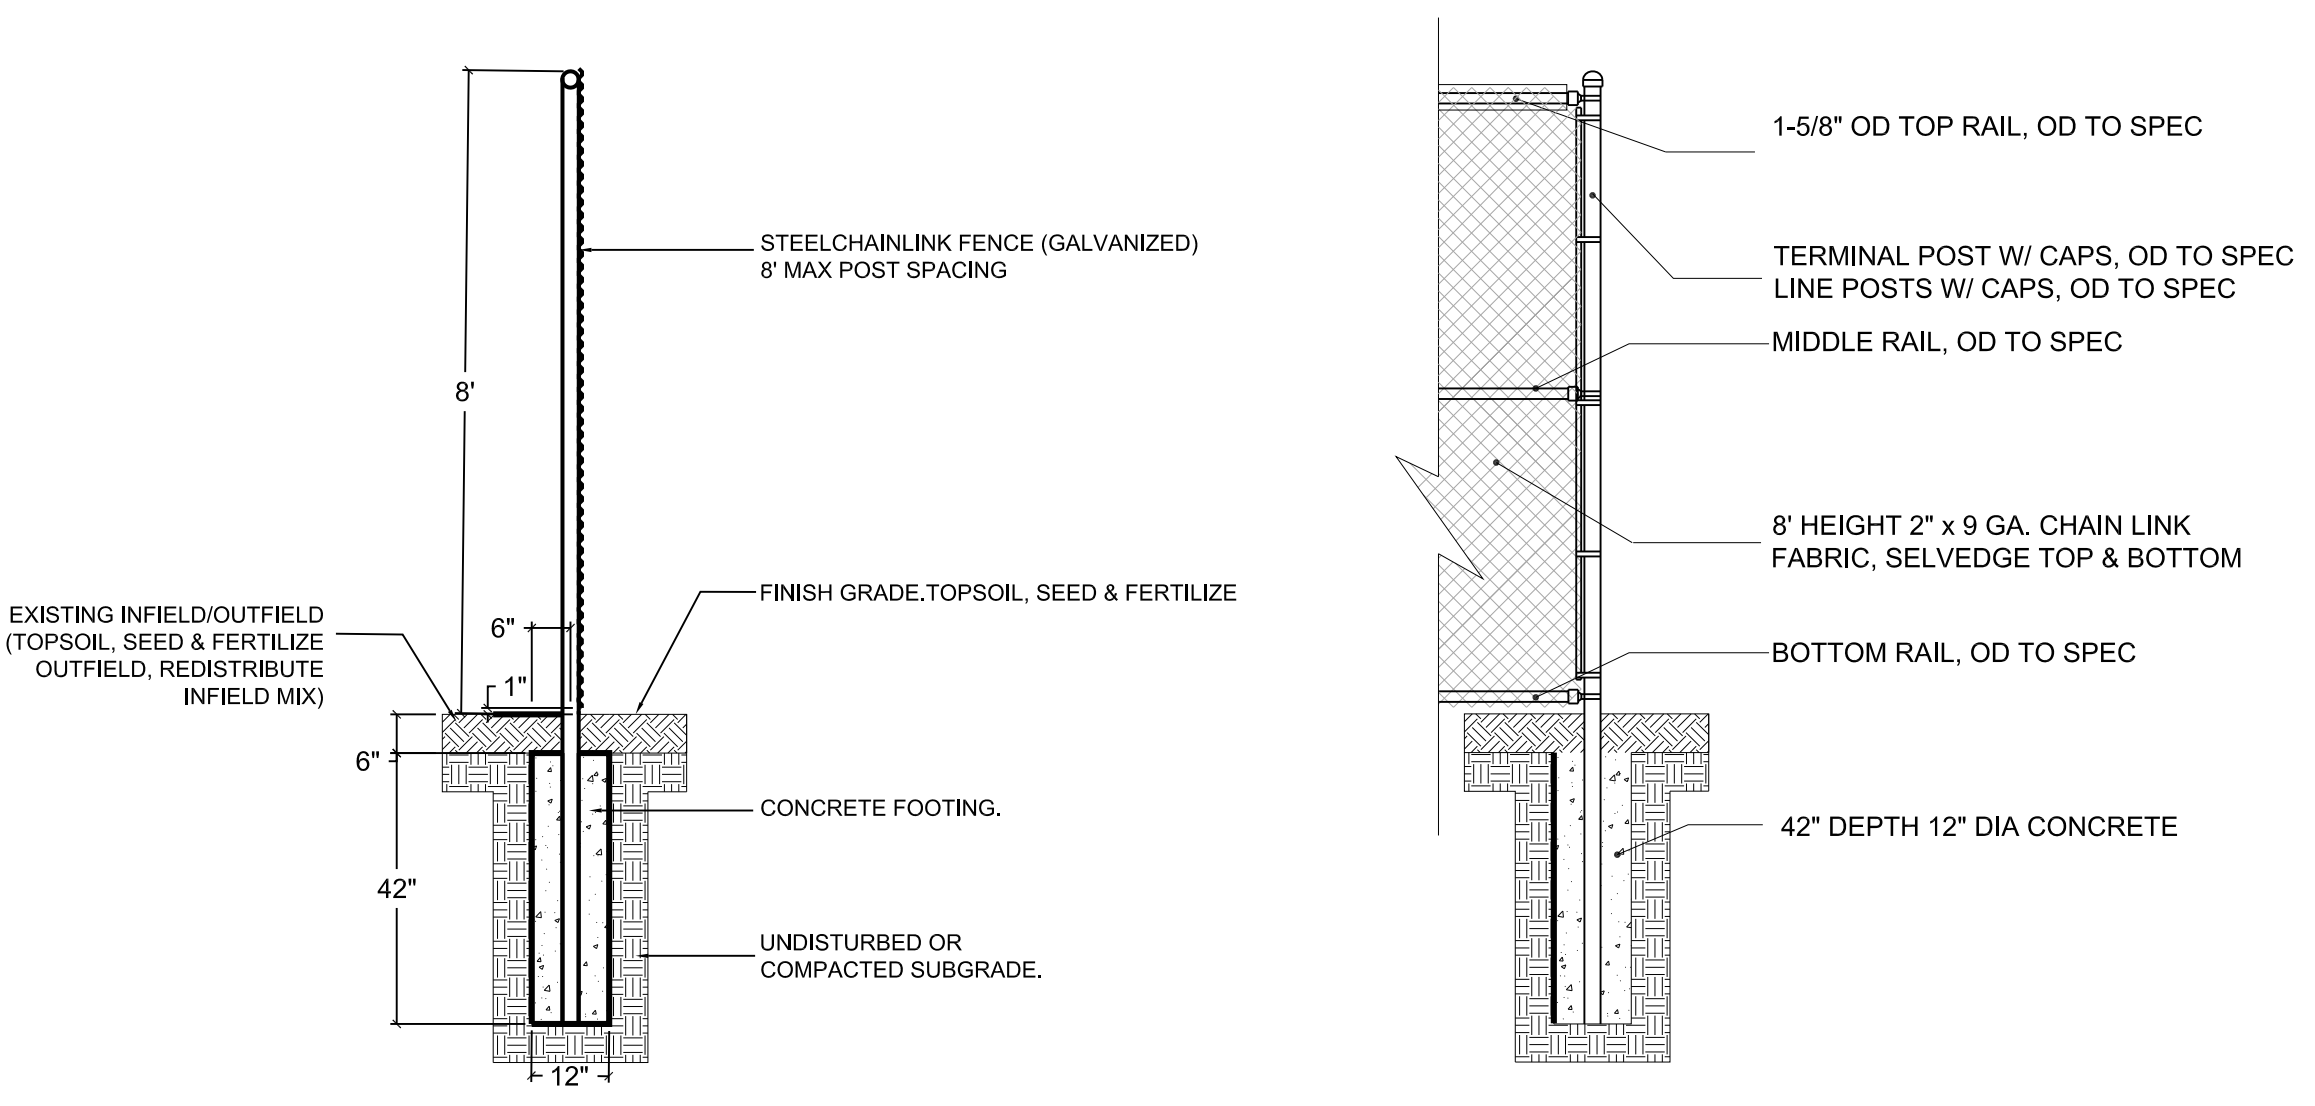 8'
STEELCHAINLINK FENCE (GALVANIZED)
8' MAX POST SPACING
FINISH GRADE.TOPSOIL, SEED & FERTILIZE
EXISTING INFIELD/OUTFIELD
(TOPSOIL, SEED & FERTILIZE
OUTFIELD, REDISTRIBUTE
INFIELD MIX)
6"
1"
6"
42"
CONCRETE FOOTING.
UNDISTURBED OR
COMPACTED SUBGRADE.
12"
1-5/8" OD TOP RAIL, OD TO SPEC
TERMINAL POST W/ CAPS, OD TO SPEC
LINE POSTS W/ CAPS, OD TO SPEC
MIDDLE RAIL, OD TO SPEC
8' HEIGHT 2" x 9 GA. CHAIN LINK
FABRIC, SELVEDGE TOP & BOTTOM
BOTTOM RAIL, OD TO SPEC
42" DEPTH 12" DIA CONCRETE